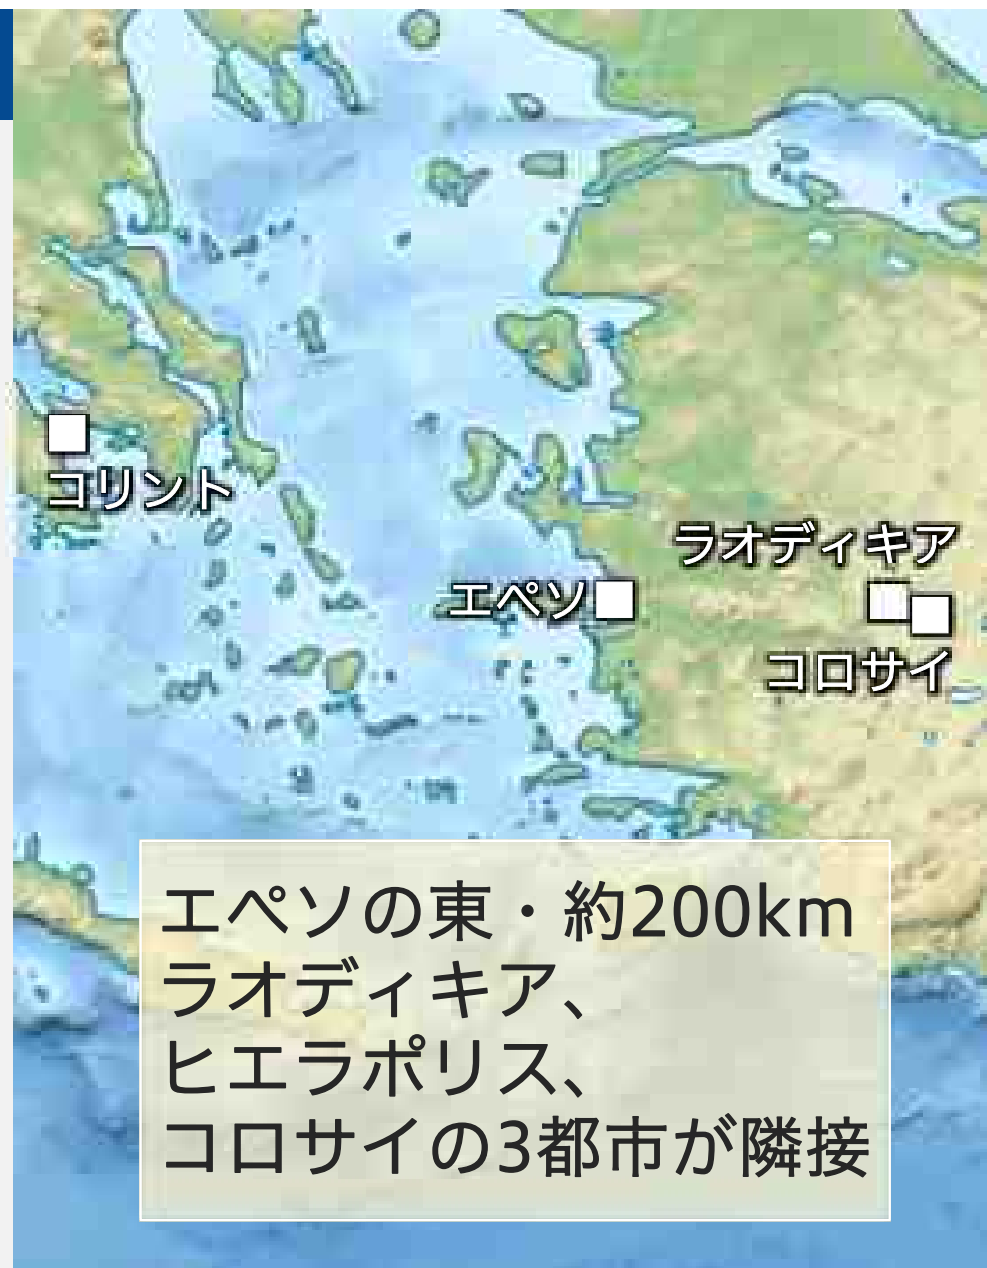 コリント
ラオディキア
エペソ
コロサイ
エペソの東・約200km
ラオディキア、
ヒエラポリス、
コロサイの3都市が隣接